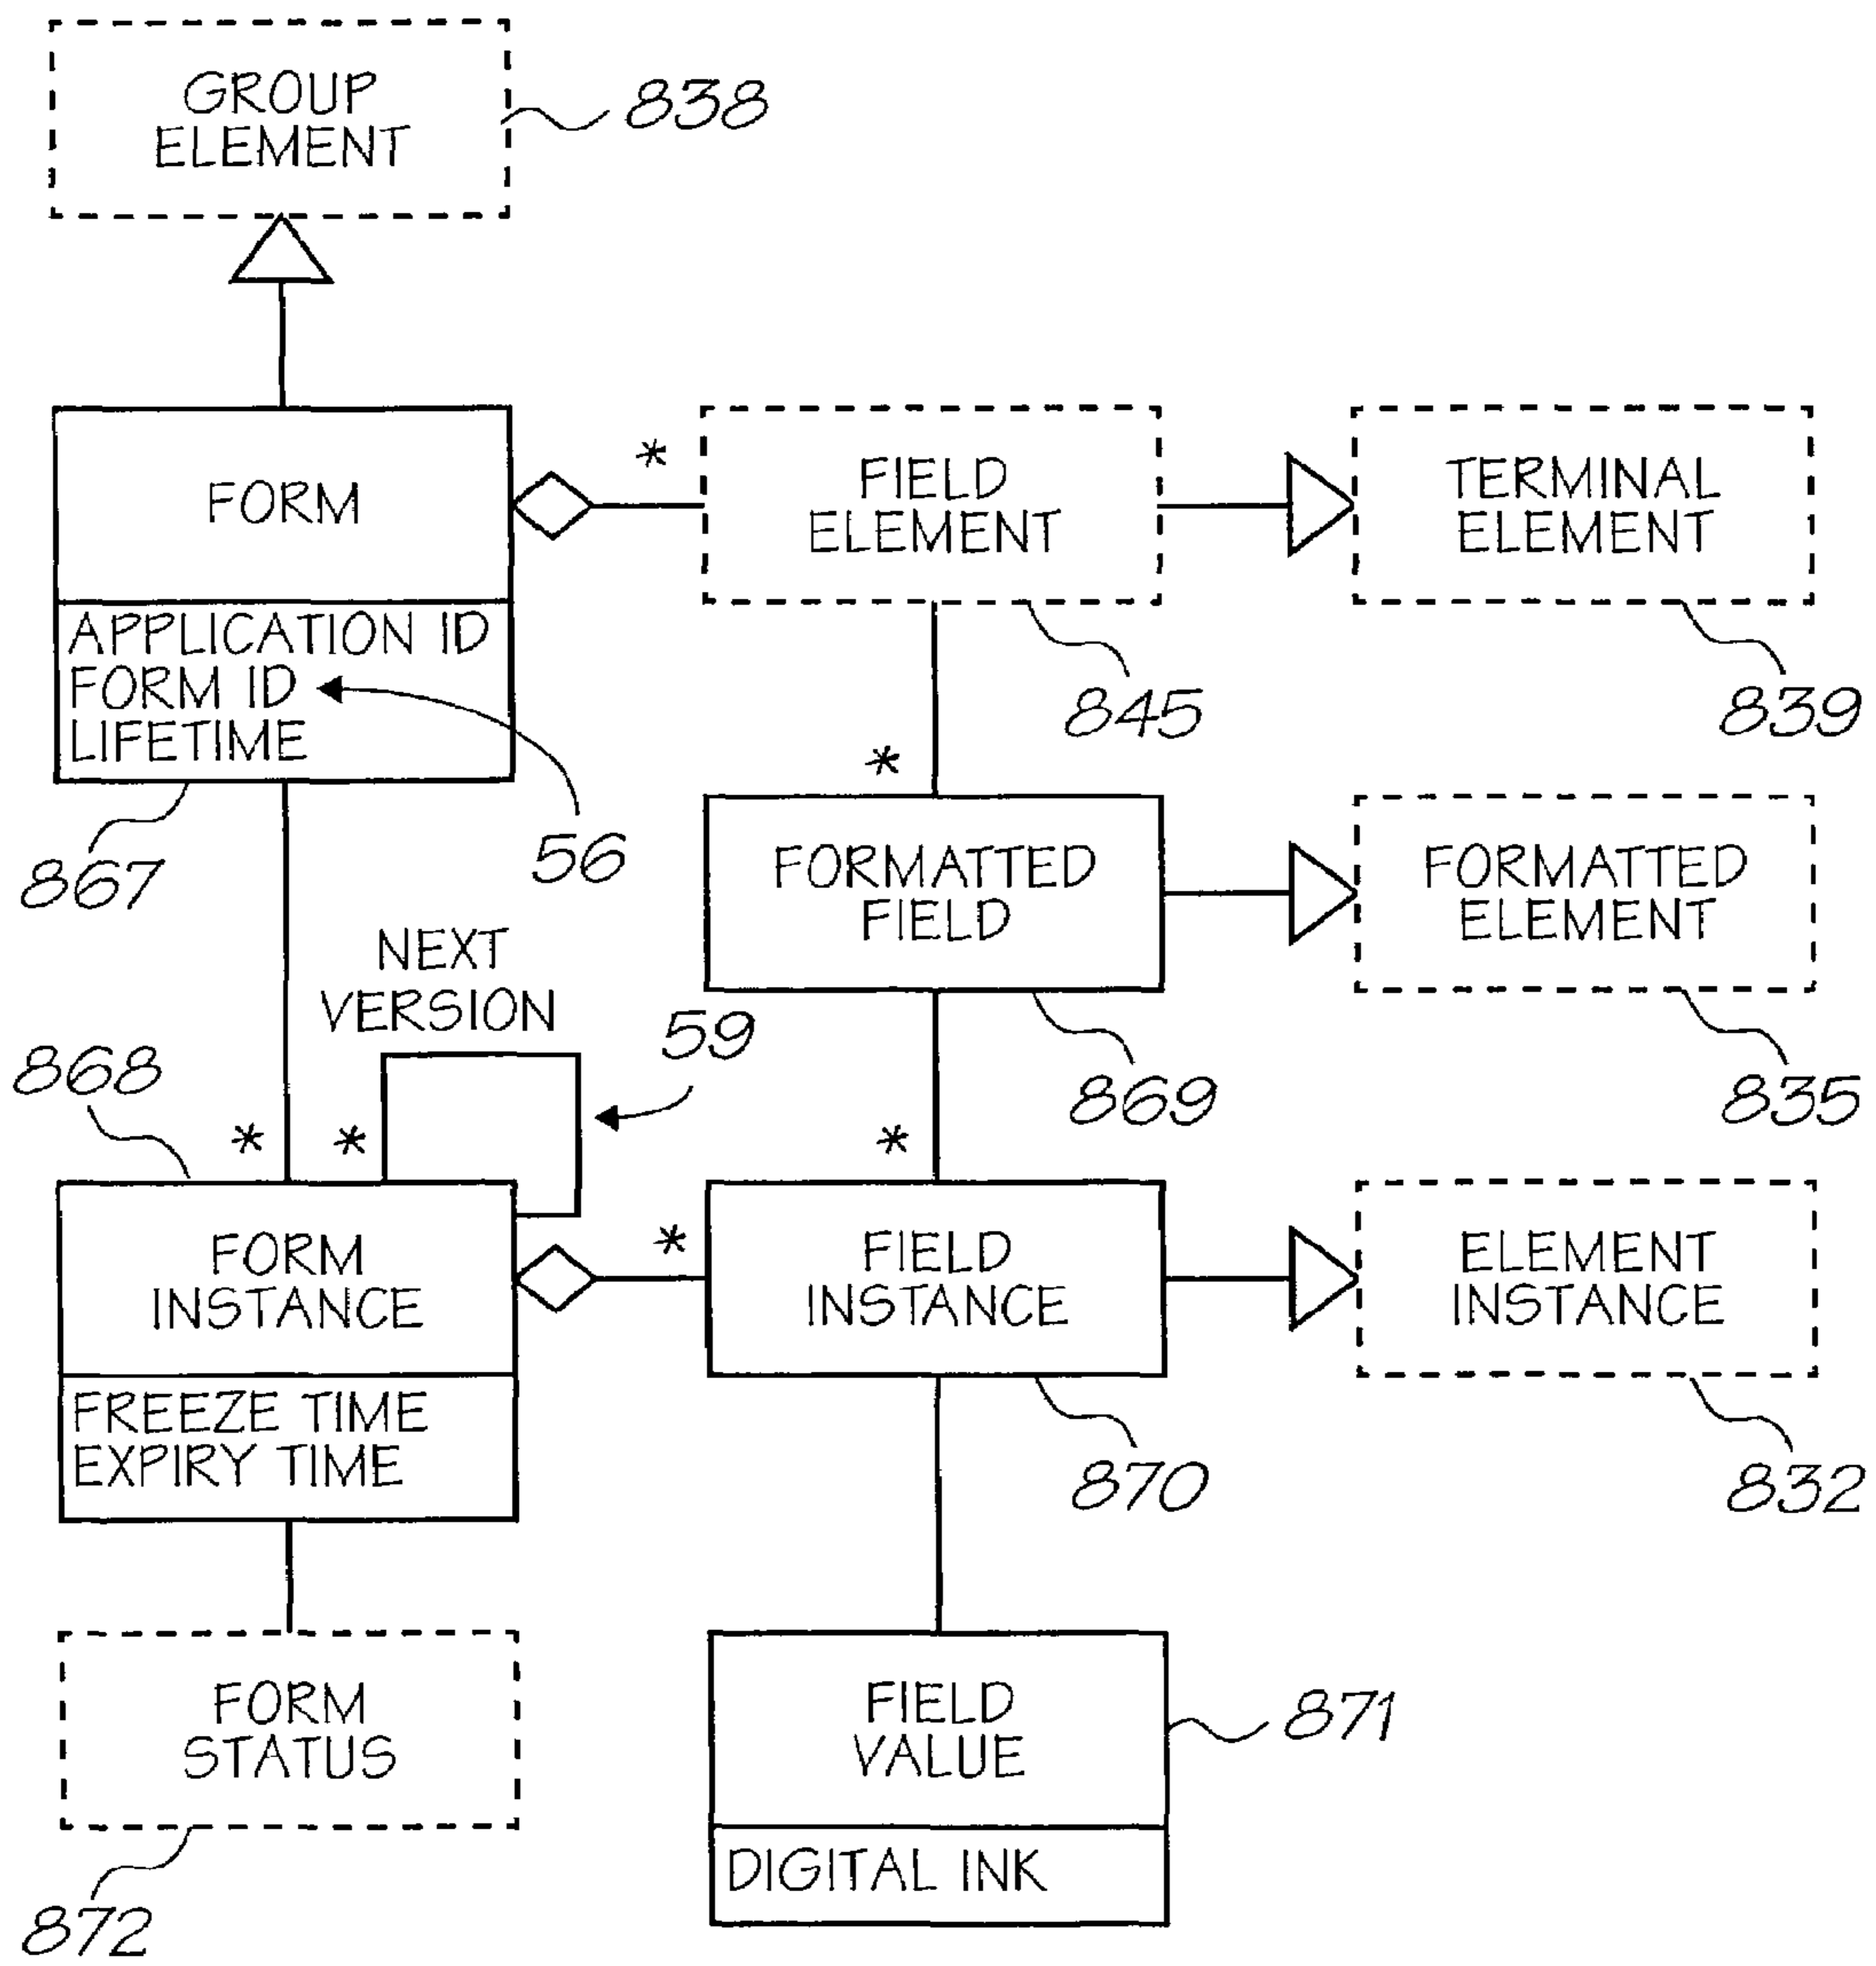 GROUP
ELEMENT
838
FORM
*
FIELD
ELEMENT
TERMINAL
ELEMENT
APPLICATION ID
FORM ID
LIFETIME
845
839
867
56
*
FORMATTED
FIELD
FORMATTED
ELEMENT
NEXT
VERSION
59
868
869
835
*
*
*
FORM
INSTANCE
*
FIELD
INSTANCE
ELEMENT
INSTANCE
FREEZE TIME
EXPIRY TIME
870
832
FORM
STATUS
FIELD
VALUE
871
DIGITAL INK
872